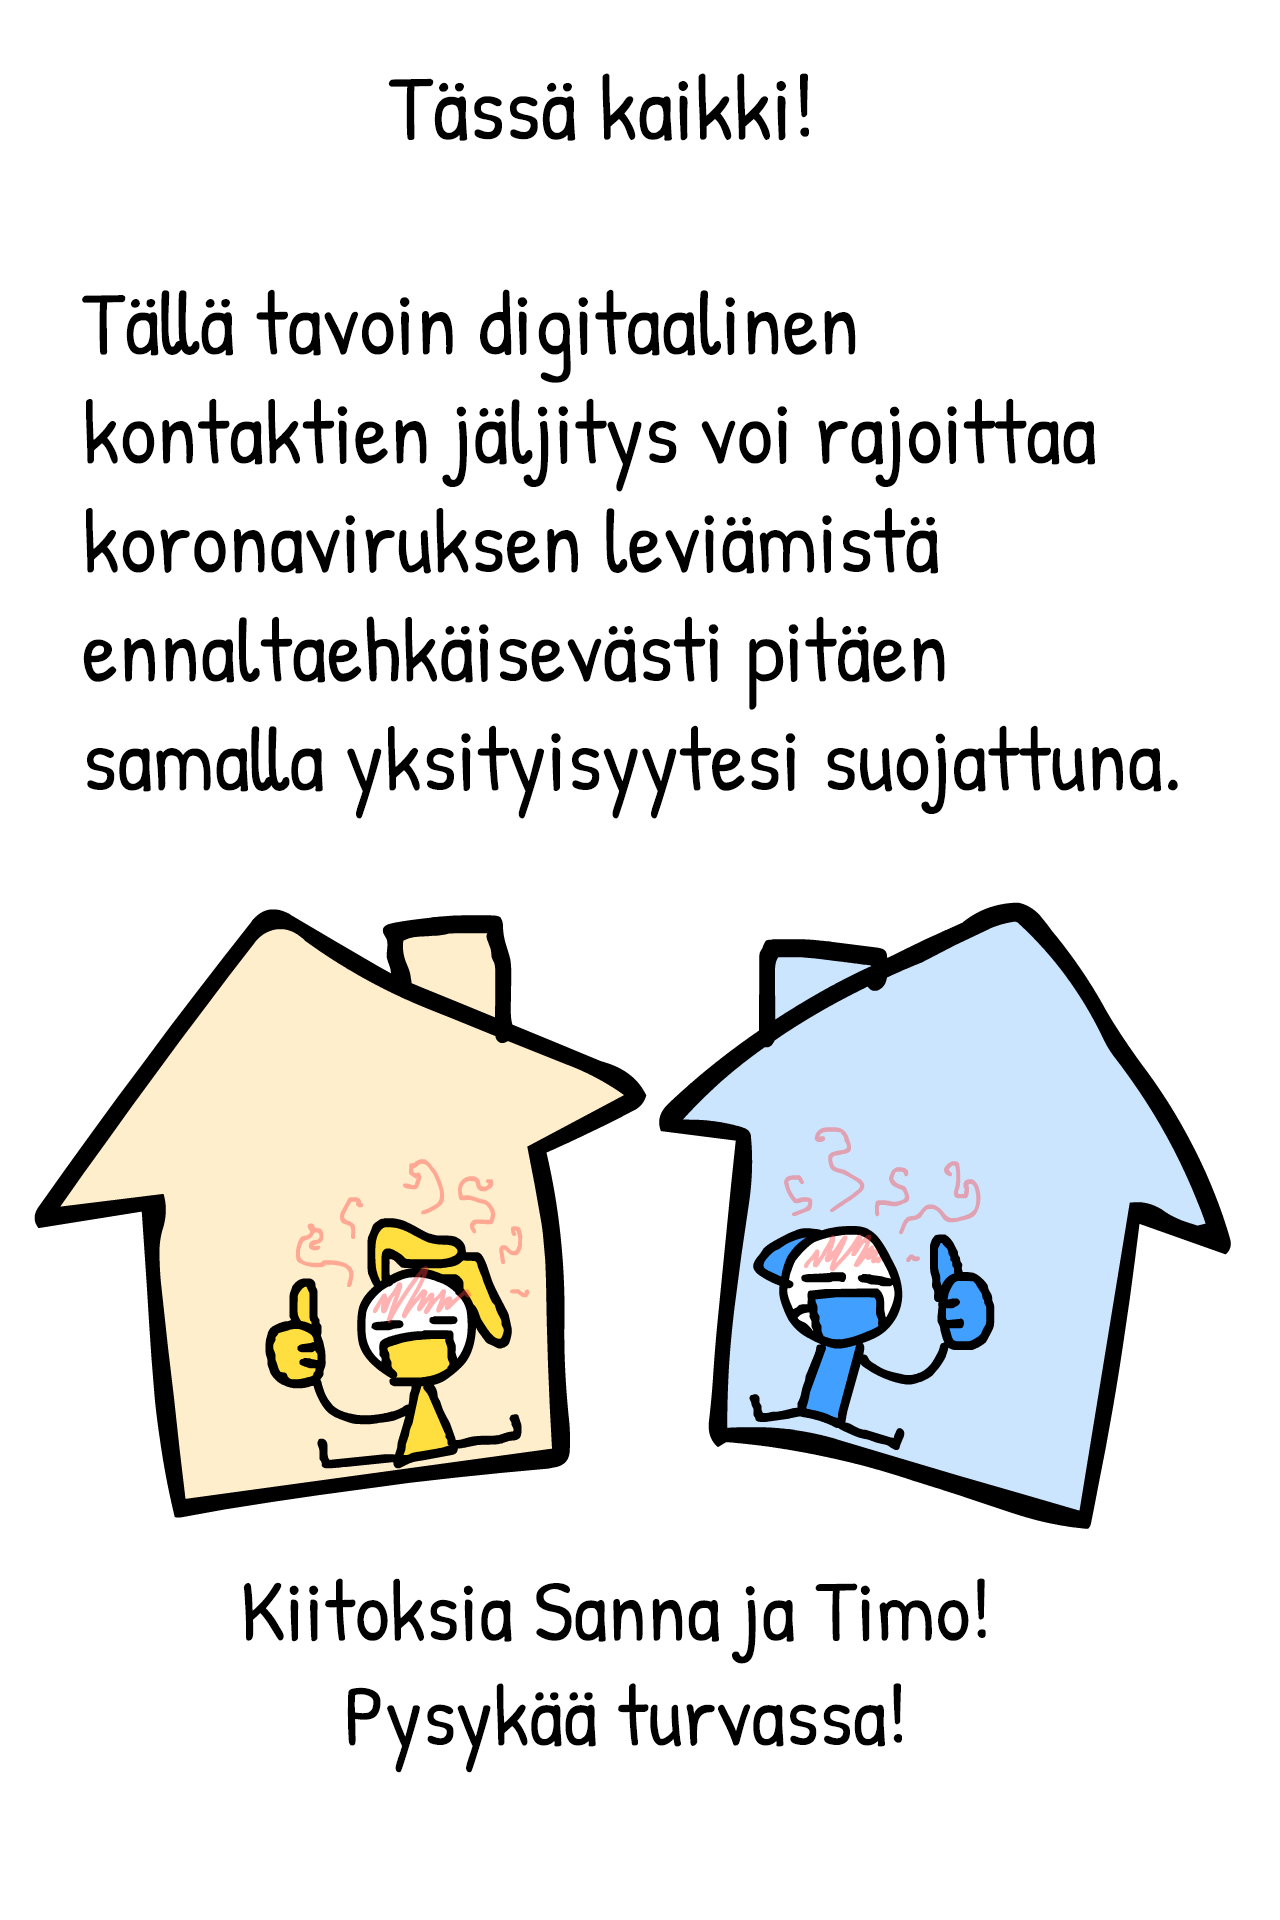 Tässä kaikki!
Tällä tavoin digitaalinen
kontaktien jäljitys voi rajoittaa
koronaviruksen leviämistä
ennaltaehkäisevästi pitäen
samalla yksityisyytesi suojattuna.
Kiitoksia Sanna ja Timo!
Pysykää turvassa!